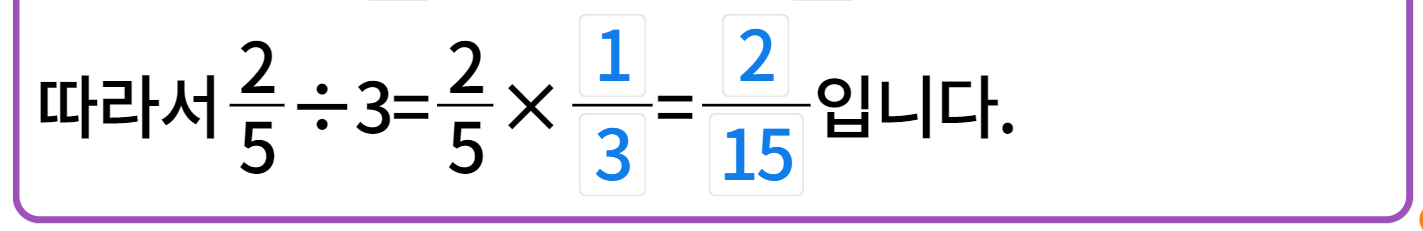 따라서 2/5 ÷ 3 = 2/5 × 1/3 = 2/15 입니다.